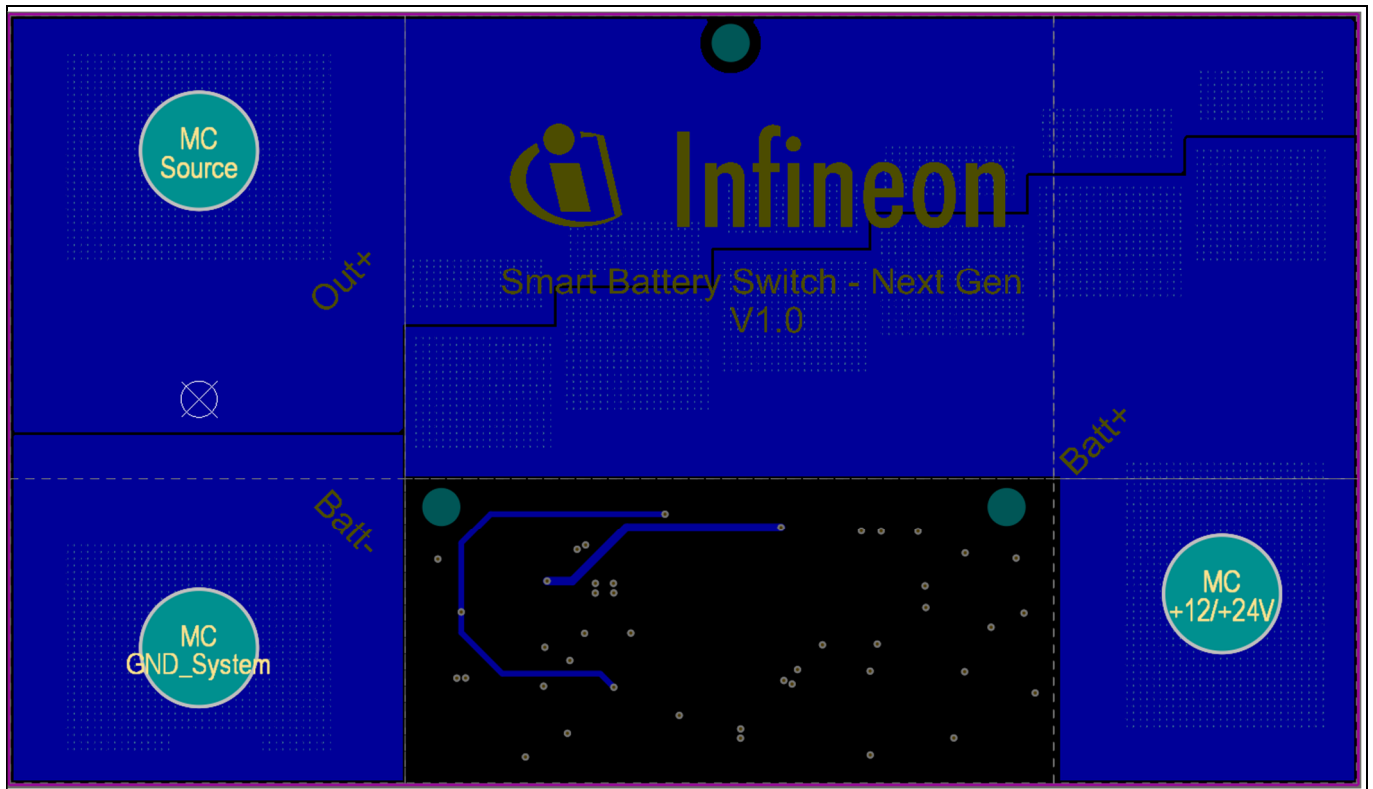 MC
Source
Infineon
Out+
Smart Battery Switch - Next Gen
V1.0
Batt+
Batt-
MC
GND_System
MC
+12/+24V